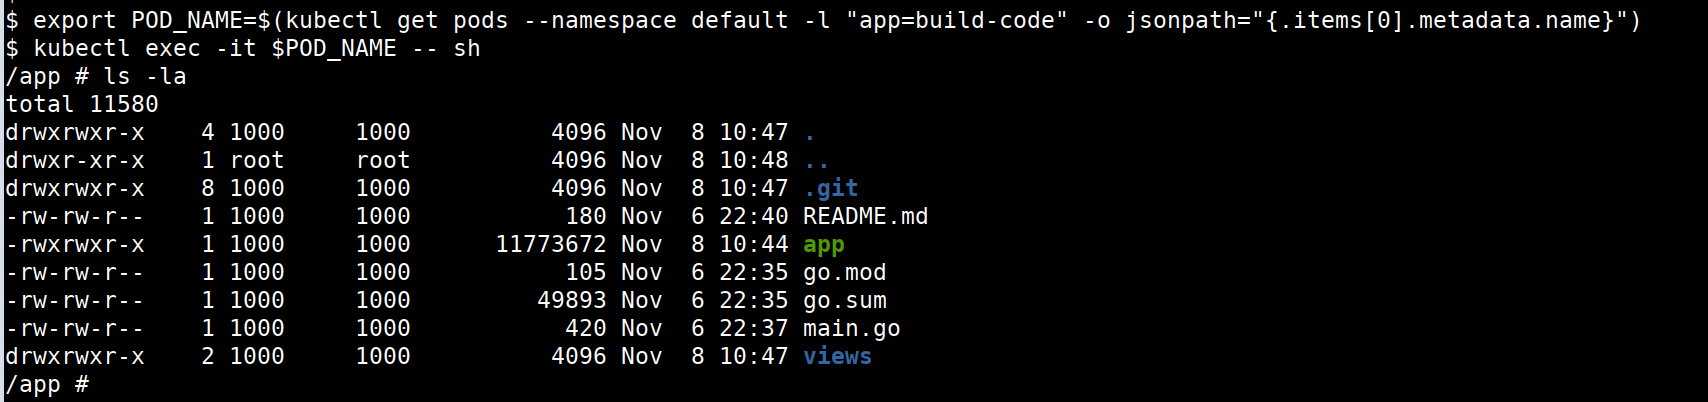 $ export POD_NAME=$(kubectl get pods --namespace default -l "app=build-code" -o jsonpath="{.items[0].metadata.name}")
$ kubectl exec -it $POD_NAME -- sh
/app # ls -la
total 11580
drwxrwxr-x    4 1000     1000          4096 Nov  8 10:47 .
drwxr-xr-x    1 root     root          4096 Nov  8 10:48 ..
drwxrwxr-x    8 1000     1000          4096 Nov  8 10:47 .git
-rw-rw-r--    1 1000     1000           180 Nov  6 22:40 README.md
-rwxrwxr-x    1 1000     1000      11773672 Nov  8 10:44 app
-rw-rw-r--    1 1000     1000           105 Nov  6 22:35 go.mod
-rw-rw-r--    1 1000     1000         49893 Nov  6 22:35 go.sum
-rw-rw-r--    1 1000     1000           420 Nov  6 22:37 main.go
drwxrwxr-x    2 1000     1000          4096 Nov  8 10:47 views
/app #